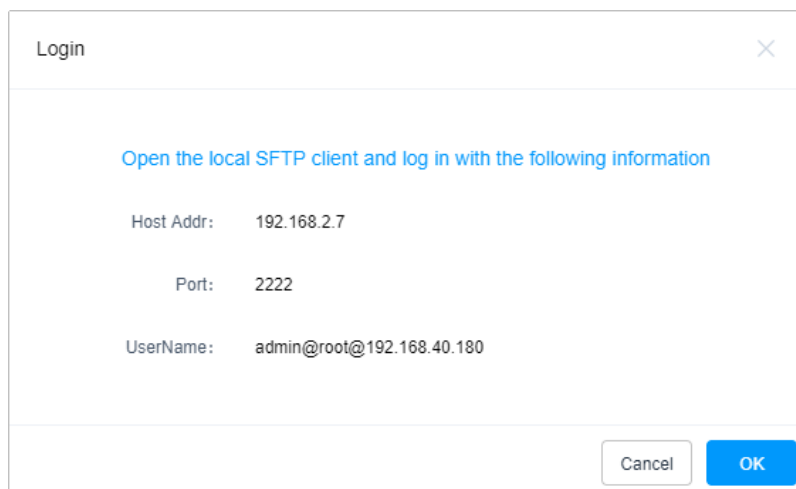 Login
Open the local SFTP client and log in with the following information
Host Addr: 192.168.2.7
Port: 2222
UserName: admin@root@192.168.40.180
Cancel OK